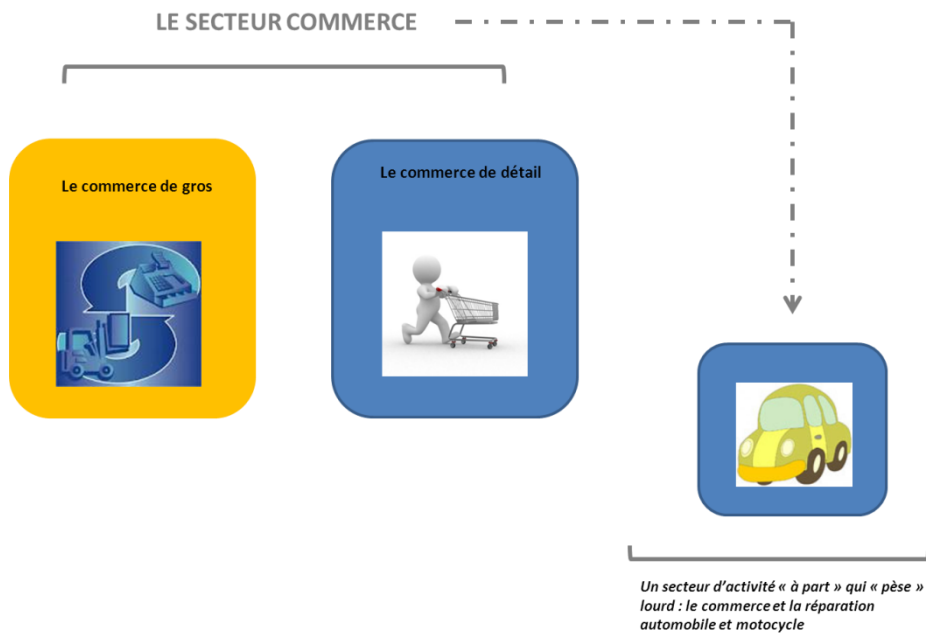 LE SECTEUR COMMERCE
Le commerce de gros
Le commerce de détail
Un secteur d’activité « à part » qui « pèse »
lourd : le commerce et la réparation
automobile et motocycle